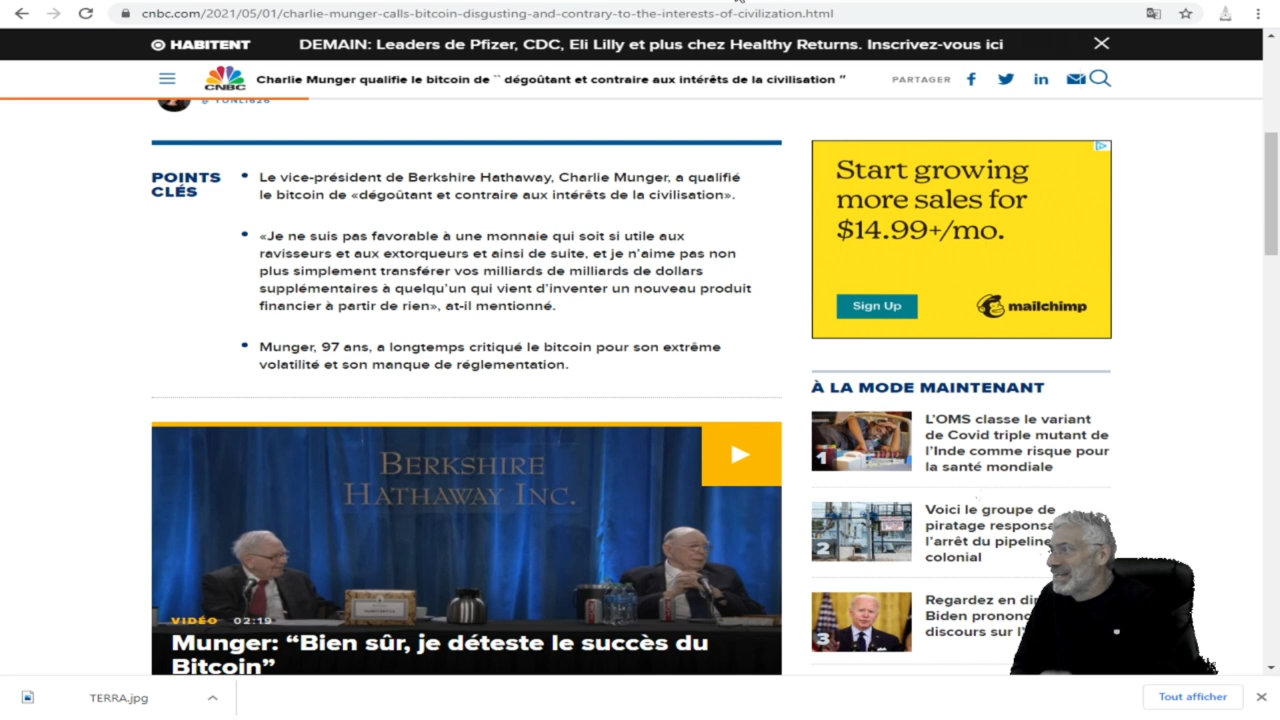 cnbc.com/2021/05/01/charlie-munger-calls-bitcoin-disgusting-and-contrary-to-the-interests-of-civilization.html
HABITENT
DEMAIN: Leaders de Pfizer, CDC, Eli Lilly et plus chez Healthy Returns. Inscrivez-vous ici
CNBC
Charlie Munger qualifie le bitcoin de `` dégoûtant et contraire aux intérêts de la civilisation ''
PARTAGER
POINTS
CLÉS
Le vice-président de Berkshire Hathaway, Charlie Munger, a qualifié
le bitcoin de «dégoûtant et contraire aux intérêts de la civilisation».
«Je ne suis pas favorable à une monnaie qui soit si utile aux
ravisseurs et aux extorqueurs et ainsi de suite, et je n'aime pas non
plus simplement transférer vos milliards de milliards de dollars
supplémentaires à quelqu'un qui vient d'inventer un nouveau produit
financier à partir de rien», at-il mentionné.
Munger, 97 ans, a longtemps critiqué le bitcoin pour son extrême
volatilité et son manque de réglementation.
BERKSHIRE
HATHAWAY INC.
VIDÉO 02:19
Munger: “Bien sûr, je déteste le succès du
Bitcoin”
Start growing
more sales for
$14.99+/mo.
Sign Up
mailchimp
À LA MODE MAINTENANT
1
L'OMS classe le variant
de Covid triple mutant de
l'Inde comme risque pour
la santé mondiale
2
Voici le groupe de
piratage responsa
l'arrêt du pipeline
colonial
3
Regardez en di
Biden prononc
discours sur l'
TERRA.jpg
Tout afficher